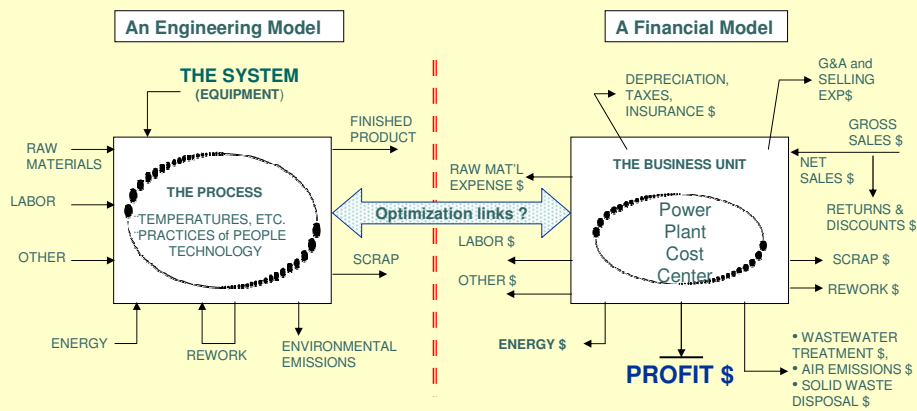 An Engineering Model
A Financial Model
THE SYSTEM
(EQUIPMENT)
RAW
MATERIALS
LABOR
OTHER
ENERGY
THE PROCESS
TEMPERATURES, ETC.
PRACTICES of PEOPLE
TECHNOLOGY
FINISHED
PRODUCT
SCRAP
REWORK
ENVIRONMENTAL
EMISSIONS
Optimization links ?
DEPRECIATION,
TAXES,
INSURANCE $
G&A and
SELLING
EXP$
GROSS
SALES $
NET
SALES $
RETURNS &
DISCOUNTS $
RAW MAT'L
EXPENSE $
THE BUSINESS UNIT
Power
Plant
Cost
Center
LABOR $
OTHER $
SCRAP $
REWORK $
ENERGY $
PROFIT $
• WASTEWATER
TREATMENT $,
• AIR EMISSIONS $
• SOLID WASTE
DISPOSAL $